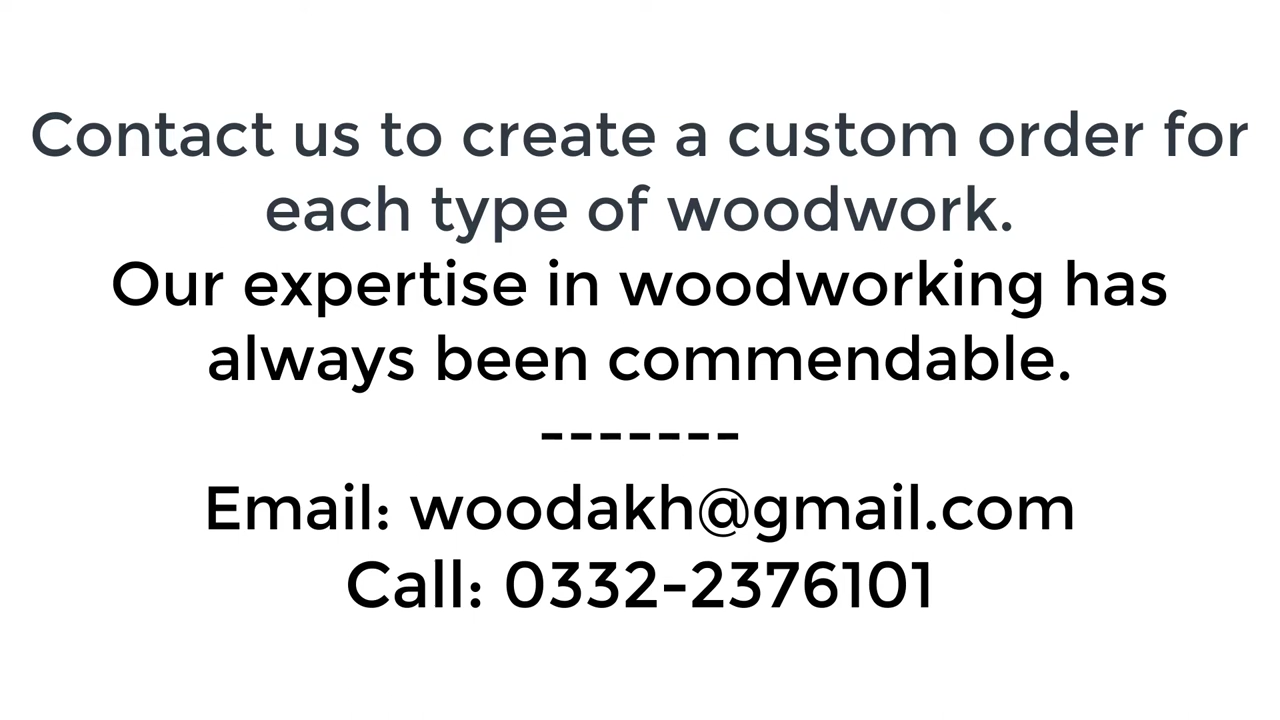 Contact us to create a custom order for
each type of woodwork.
Our expertise in woodworking has
always been commendable.
-------
Email: woodakh@gmail.com
Call: 0332-2376101